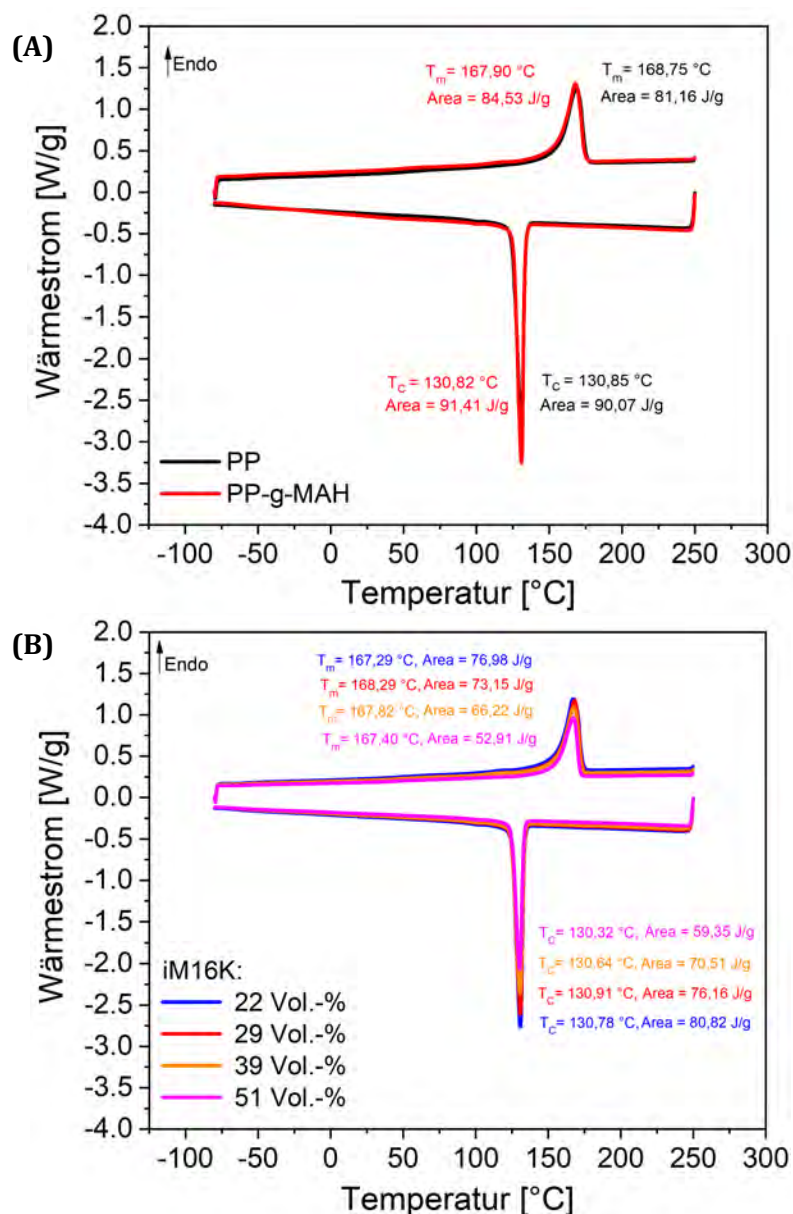 (A)
Endo
T_m = 167,90 °C
Area = 84,53 J/g
T_m = 168,75 °C
Area = 81,16 J/g
2.0
1.5
1.0
0.5
0.0
-0.5
-1.0
-1.5
-2.0
-2.5
-3.0
-3.5
-4.0
Wärmestrom [W/g]
T_C = 130,82 °C
Area = 91,41 J/g
T_C = 130,85 °C
Area = 90,07 J/g
PP
PP-g-MAH
-100 -50 0 50 100 150 200 250 300
Temperatur [°C]
(B)
Endo
T_m = 167,29 °C, Area = 76,98 J/g
T_m = 168,29 °C, Area = 73,15 J/g
T_m = 167,82 °C, Area = 66,22 J/g
T_m = 167,40 °C, Area = 52,91 J/g
2.0
1.5
1.0
0.5
0.0
-0.5
-1.0
-1.5
-2.0
-2.5
-3.0
-3.5
-4.0
Wärmestrom [W/g]
T_C= 130,32 °C, Area = 59,35 J/g
T_C= 130,64 °C, Area = 70,51 J/g
T_C= 130,91 °C, Area = 76,16 J/g
T_C= 130,78 °C, Area = 80,82 J/g
iM16K:
22 Vol.-%
29 Vol.-%
39 Vol.-%
51 Vol.-%
-100 -50 0 50 100 150 200 250 300
Temperatur [°C]